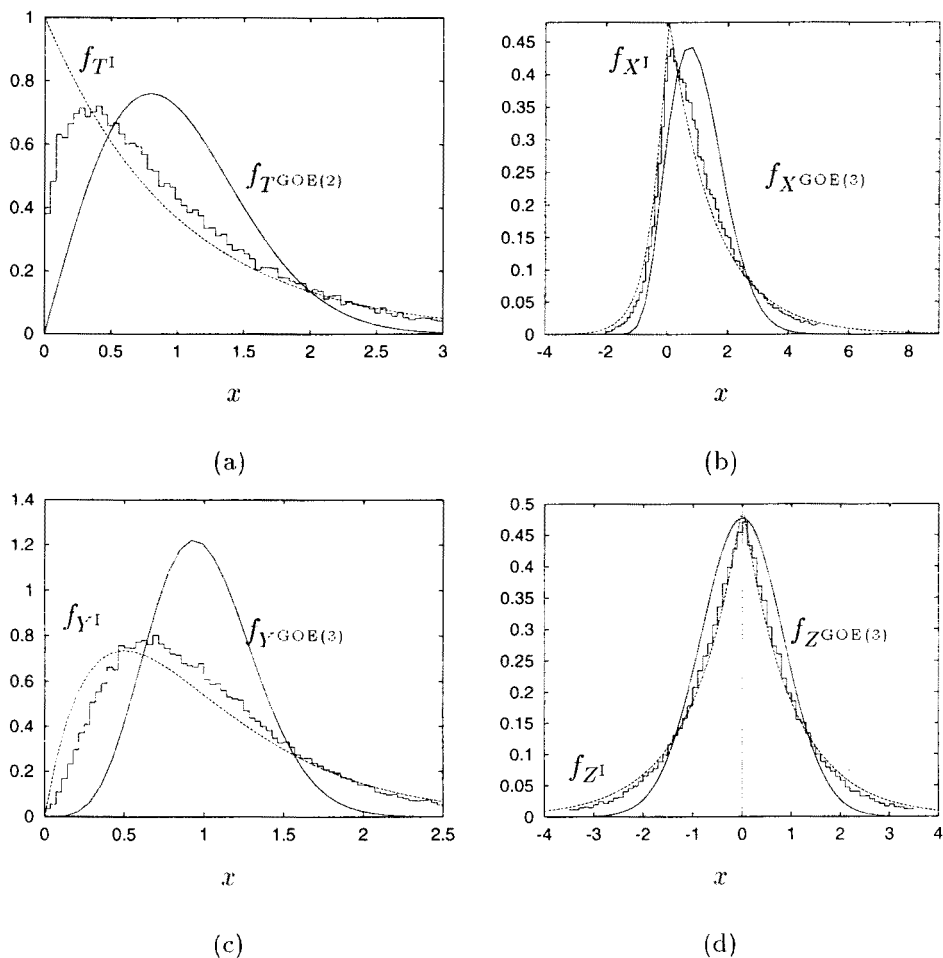 1
0.8
0.6
0.4
0.2
0
0 0.5 1 1.5 2 2.5 3
f_{T^I}
f_{T^{GOE(2)}}
x
(a)
0.45
0.4
0.35
0.3
0.25
0.2
0.15
0.1
0.05
0
-4 -2 0 2 4 6 8
f_{X^I}
f_{X^{GOE(3)}}
x
(b)
1.4
1.2
1
0.8
0.6
0.4
0.2
0
0 0.5 1 1.5 2 2.5
f_{Y^I}
f_{Y^{GOE(3)}}
x
(c)
0.5
0.45
0.4
0.35
0.3
0.25
0.2
0.15
0.1
0.05
0
-4 -3 -2 -1 0 1 2 3 4
f_{Z^I}
f_{Z^{GOE(3)}}
x
(d)